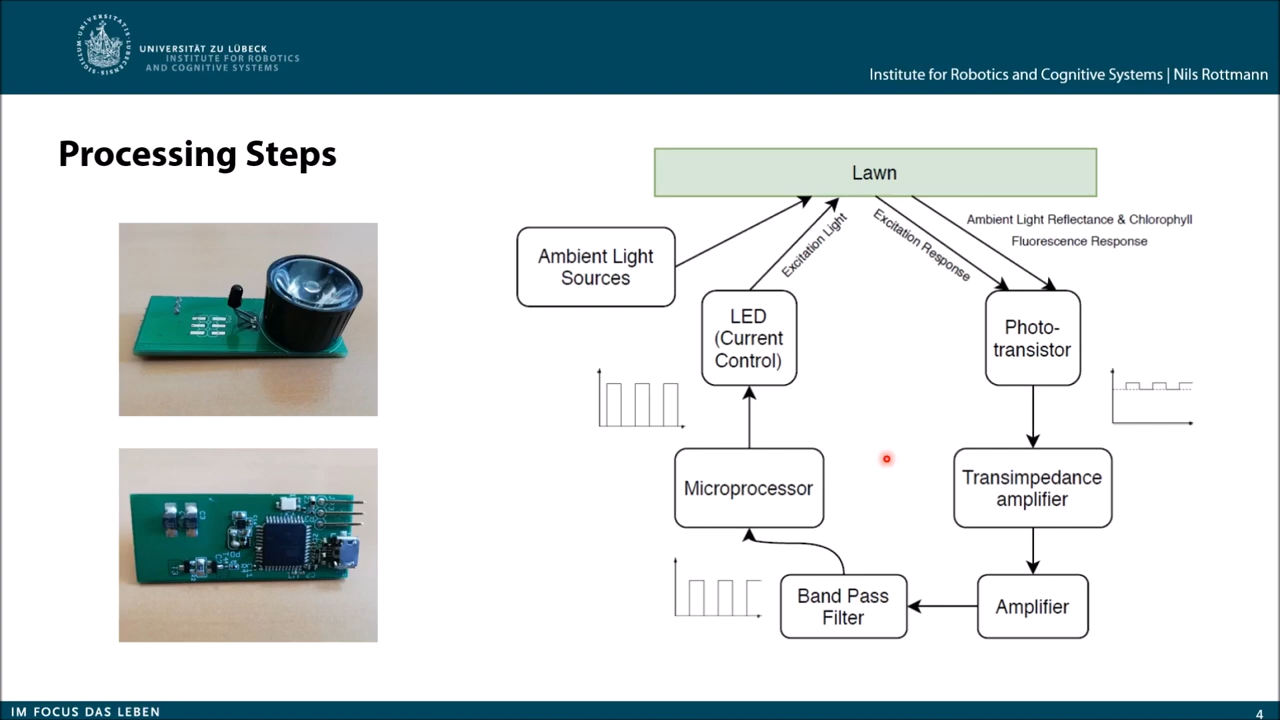 UNIVERSITÄT ZU LÜBECK
INSTITUTE FOR ROBOTICS
AND COGNITIVE SYSTEMS
Institute for Robotics and Cognitive Systems | Nils Rottmann
Processing Steps
Lawn
Ambient Light
Sources
Excitation Light
Excitation Response
Ambient Light Reflectance & Chlorophyll
Fluorescence Response
LED
(Current
Control)
Photo-
transistor
Microprocessor
Transimpedance
amplifier
Band Pass
Filter
Amplifier
IM FOCUS DAS LEBEN
4